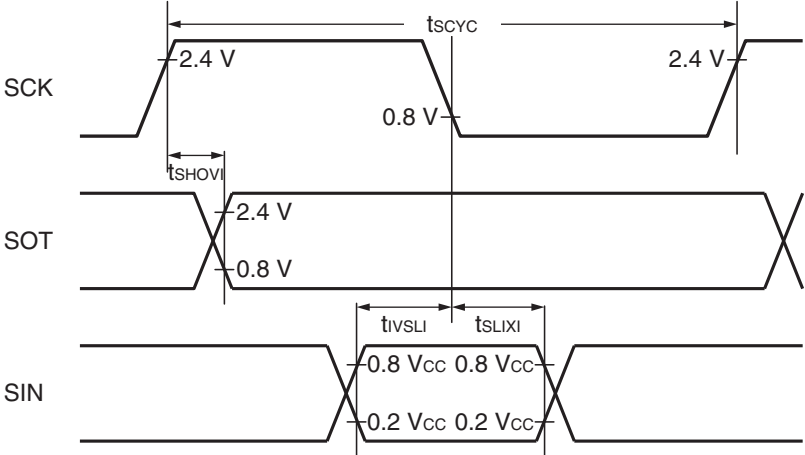 tSCYC
SCK
2.4 V
2.4 V
0.8 V
tSHOVI
SOT
2.4 V
0.8 V
tIVSLI
tSLIXI
SIN
0.8 VCC 0.8 VCC
0.2 VCC 0.2 VCC